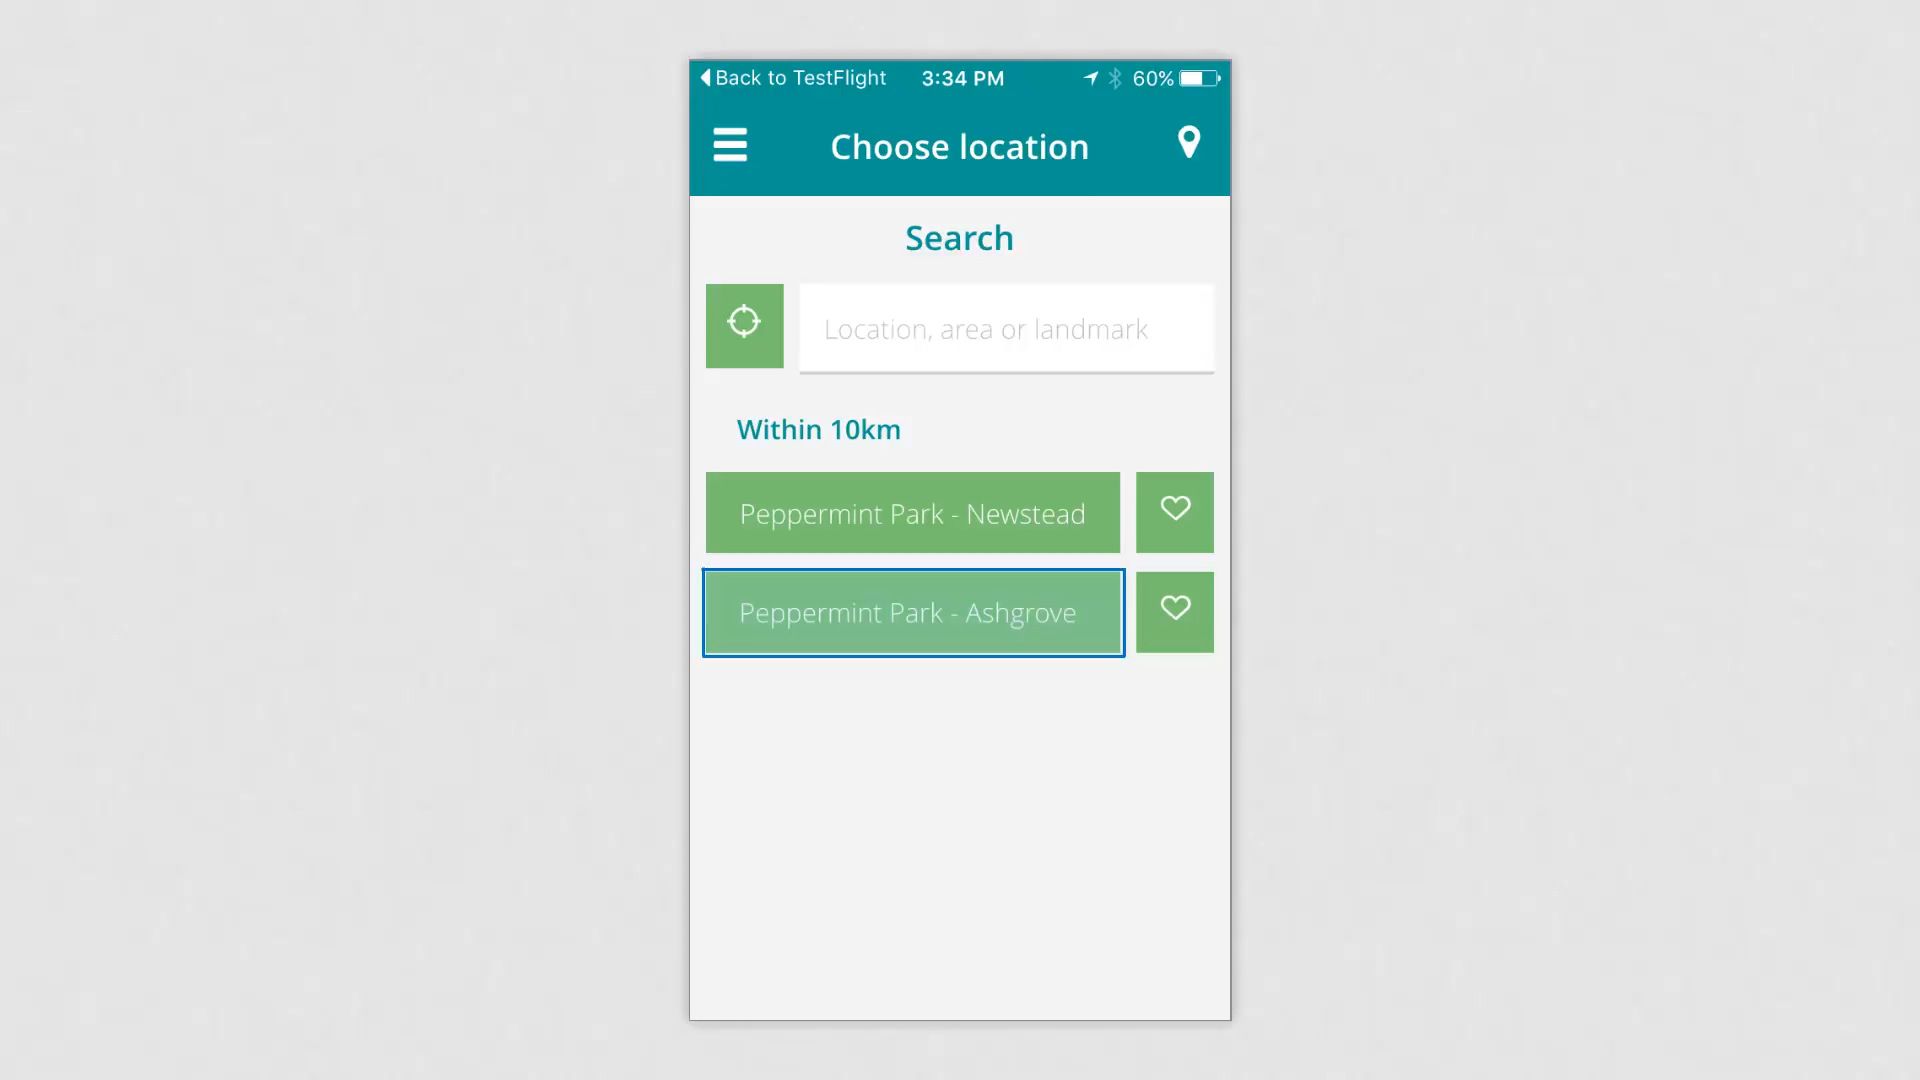 Back to TestFlight 3:34 PM 60%
Choose location
Search
Location, area or landmark
Within 10km
Peppermint Park - Newstead
Peppermint Park - Ashgrove